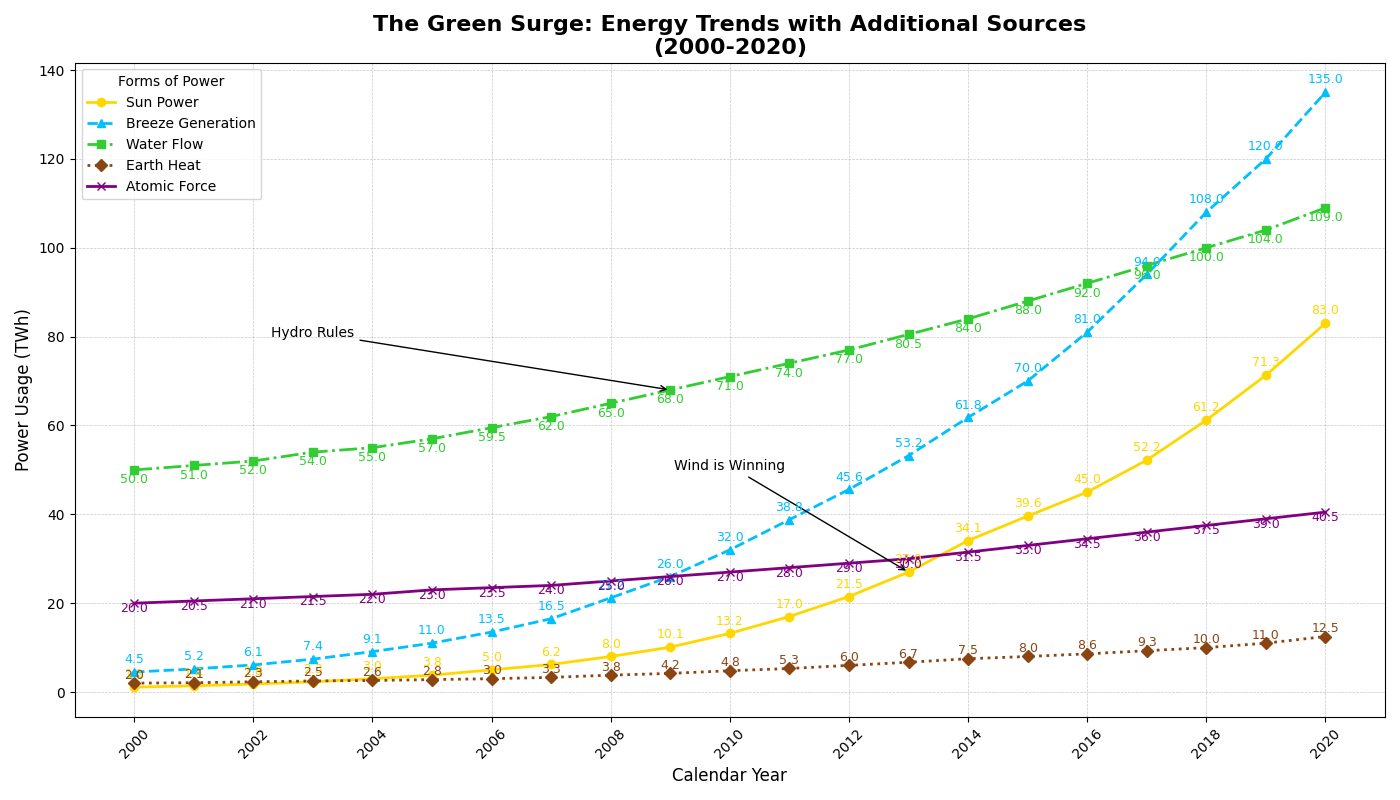 The Green Surge: Energy Trends with Additional Sources
(2000-2020)
Power Usage (TWh)
140
120
100
80
60
40
20
0
Forms of Power
Sun Power
Breeze Generation
Water Flow
Earth Heat
Atomic Force
Hydro Rules
Wind is Winning
4.5 5.2 6.1 7.4 9.1 11.0 13.5 16.5 26.0 32.0 38.8 45.6 53.2 61.8 70.0 81.0 94.0 108.0 120.0 135.0
50.0 51.0 52.0 54.0 55.0 57.0 59.5 62.0 65.0 68.0 71.0 74.0 77.0 80.5 84.0 88.0 92.0 96.0 100.0 104.0 109.0
3.0 3.8 5.0 6.2 8.0 10.1 13.2 17.0 21.5 34.1 39.6 45.0 52.2 61.2 71.3 83.0
20.0 20.5 21.0 21.5 22.0 23.0 23.5 24.0 25.0 26.0 27.0 28.0 29.0 30.0 31.5 33.0 34.5 36.0 37.5 39.0 40.5
2.0 2.1 2.3 2.5 2.6 2.8 3.0 3.3 3.8 4.2 4.8 5.3 6.0 6.7 7.5 8.0 8.6 9.3 10.0 11.0 12.5
2000 2002 2004 2006 2008 2010 2012 2014 2016 2018 2020
Calendar Year